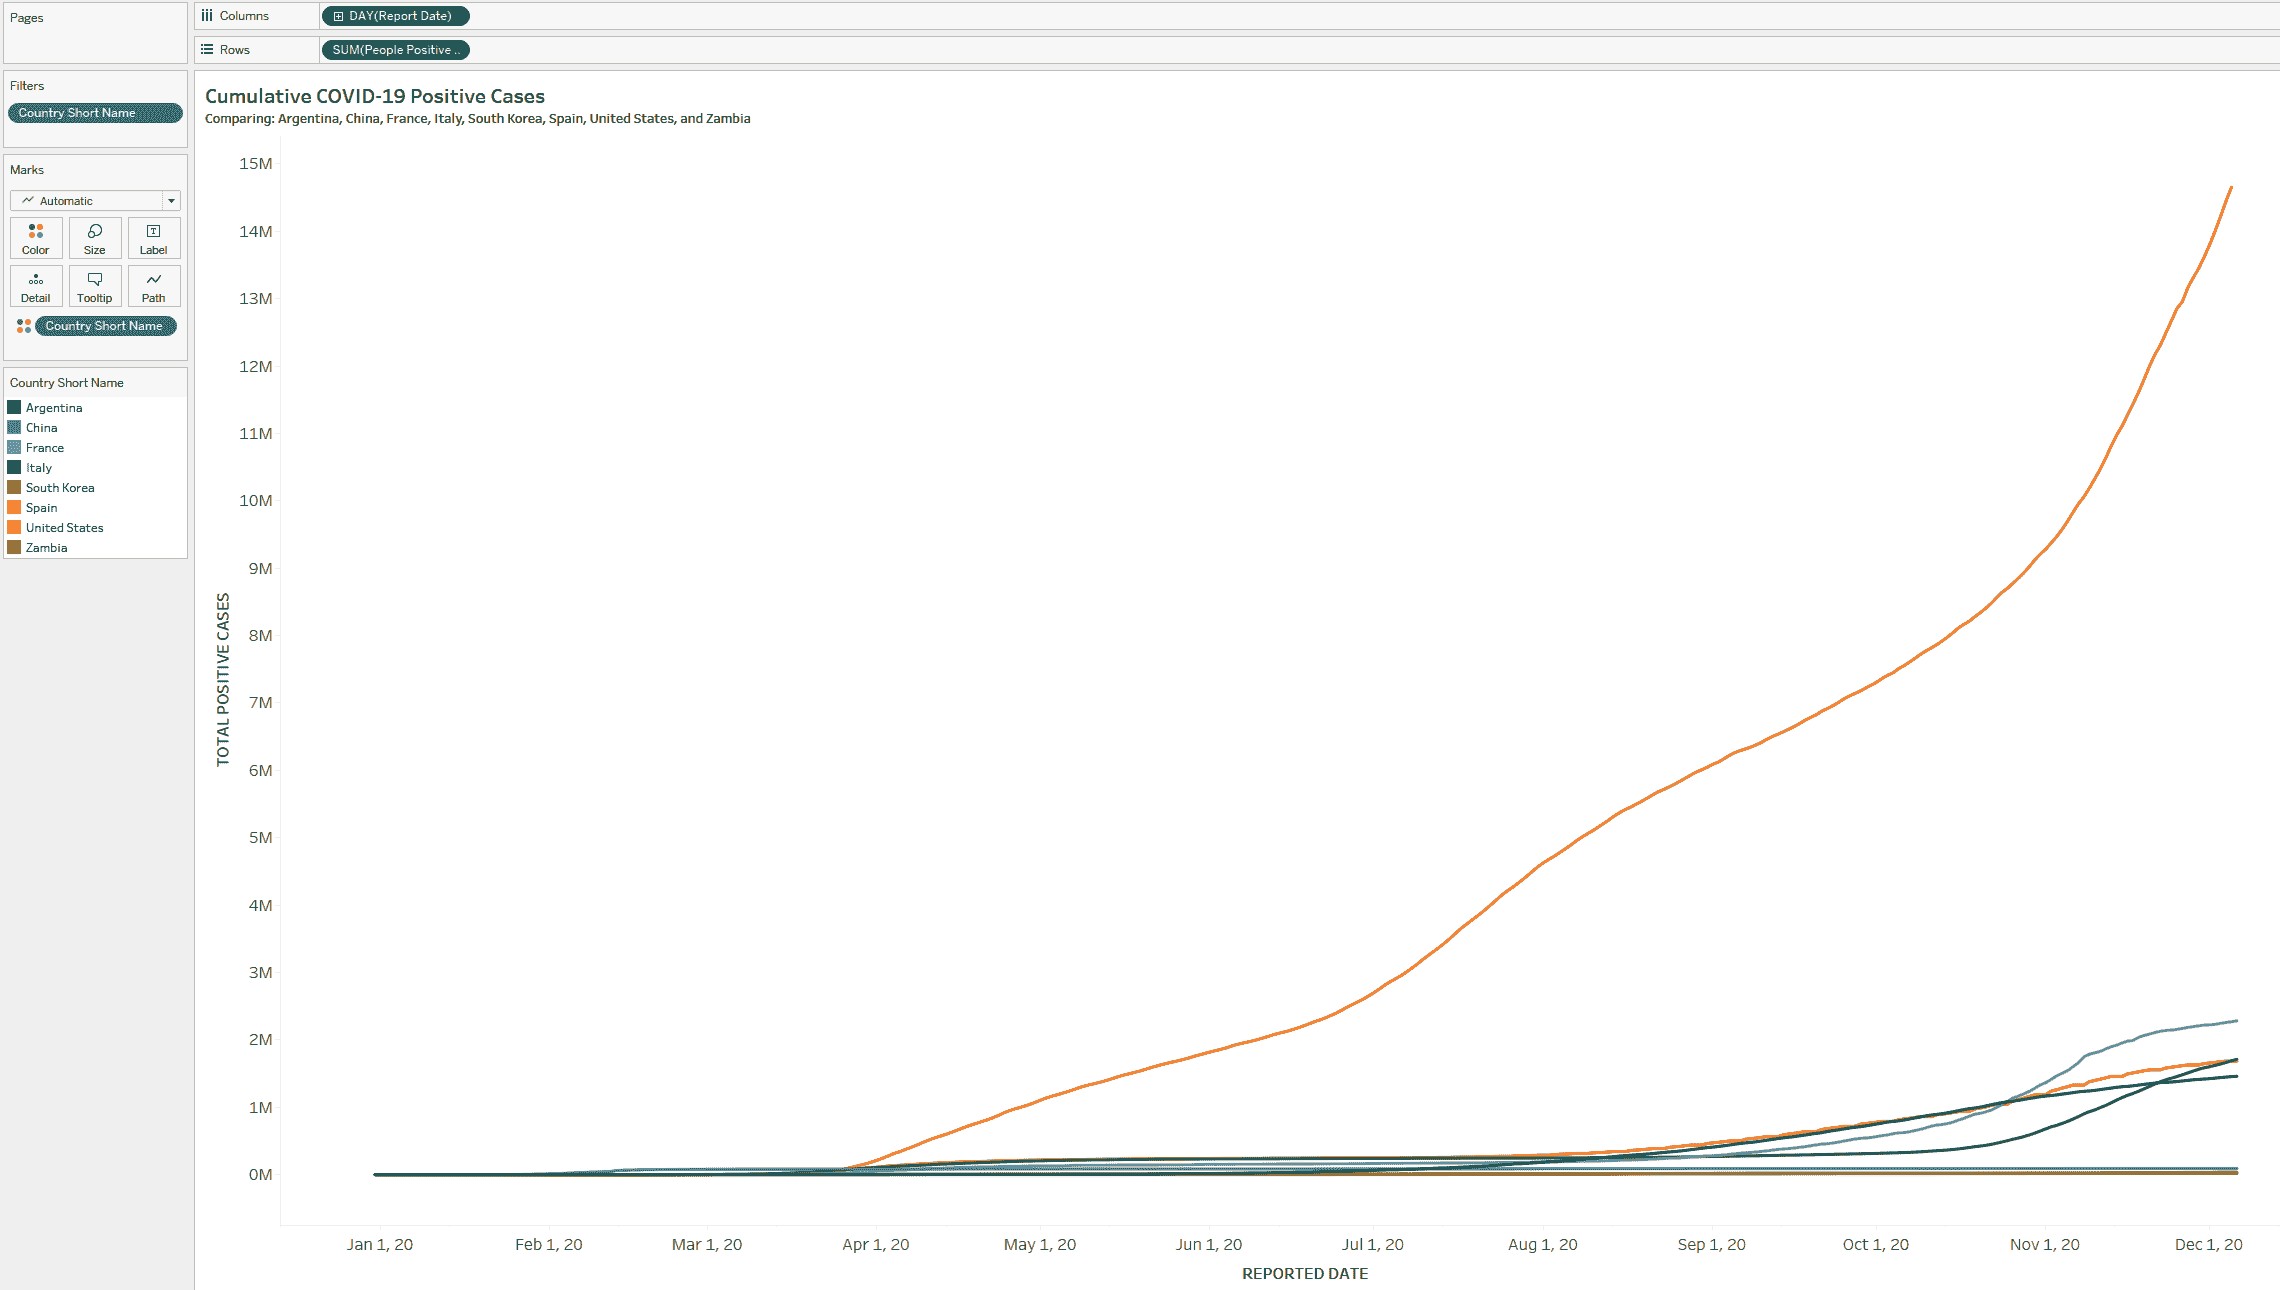 Pages
Columns
DAY(Report Date)
Rows
SUM(People Positive ..
Filters
Country Short Name
Marks
Automatic
Color
Size
Label
Detail
Tooltip
Path
Country Short Name
Country Short Name
Argentina
China
France
Italy
South Korea
Spain
United States
Zambia
Cumulative COVID-19 Positive Cases
Comparing: Argentina, China, France, Italy, South Korea, Spain, United States, and Zambia
TOTAL POSITIVE CASES
15M
14M
13M
12M
11M
10M
9M
8M
7M
6M
5M
4M
3M
2M
1M
0M
Jan 1, 20
Feb 1, 20
Mar 1, 20
Apr 1, 20
May 1, 20
Jun 1, 20
Jul 1, 20
Aug 1, 20
Sep 1, 20
Oct 1, 20
Nov 1, 20
Dec 1, 20
REPORTED DATE